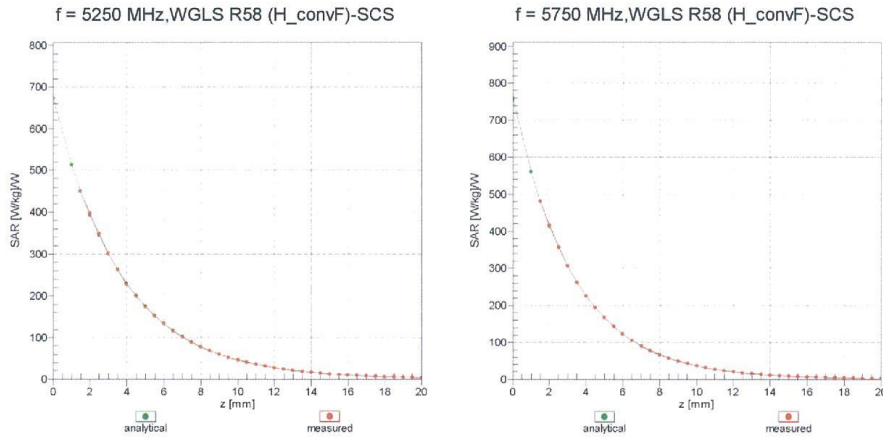 f = 5250 MHz,WGLS R58 (H_convF)-SCS
800
700
600
500
400
300
200
100
0
SAR [W/kg]/W
0 2 4 6 8 10 12 14 16 18 20
z [mm]
analytical measured
f = 5750 MHz,WGLS R58 (H_convF)-SCS
900
800
700
600
500
400
300
200
100
0
SAR [W/kg]/W
0 2 4 6 8 10 12 14 16 18 20
z [mm]
analytical measured